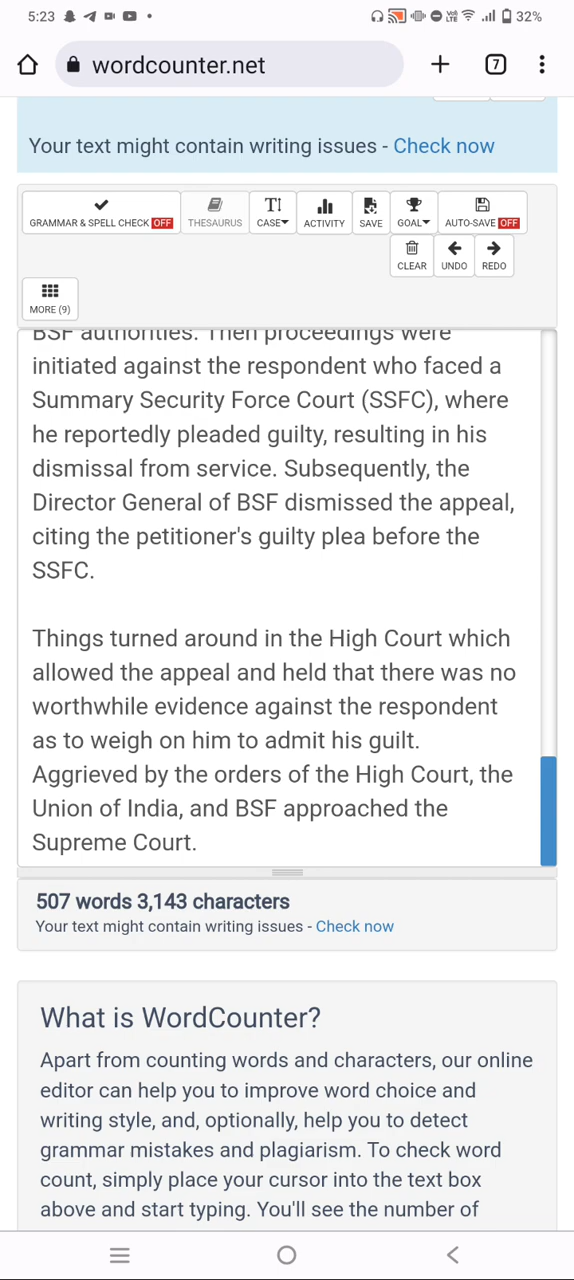 5:23
32%
wordcounter.net
7
Your text might contain writing issues - Check now
GRAMMAR & SPELL CHECK OFF
THESAURUS
CASE
ACTIVITY
SAVE
GOAL
AUTO-SAVE OFF
CLEAR
UNDO
REDO
MORE (9)
BSF authorities. Then proceedings were
initiated against the respondent who faced a
Summary Security Force Court (SSFC), where
he reportedly pleaded guilty, resulting in his
dismissal from service. Subsequently, the
Director General of BSF dismissed the appeal,
citing the petitioner's guilty plea before the
SSFC.
Things turned around in the High Court which
allowed the appeal and held that there was no
worthwhile evidence against the respondent
as to weigh on him to admit his guilt.
Aggrieved by the orders of the High Court, the
Union of India, and BSF approached the
Supreme Court.
507 words 3,143 characters
Your text might contain writing issues - Check now
What is WordCounter?
Apart from counting words and characters, our online
editor can help you to improve word choice and
writing style, and, optionally, help you to detect
grammar mistakes and plagiarism. To check word
count, simply place your cursor into the text box
above and start typing. You'll see the number of